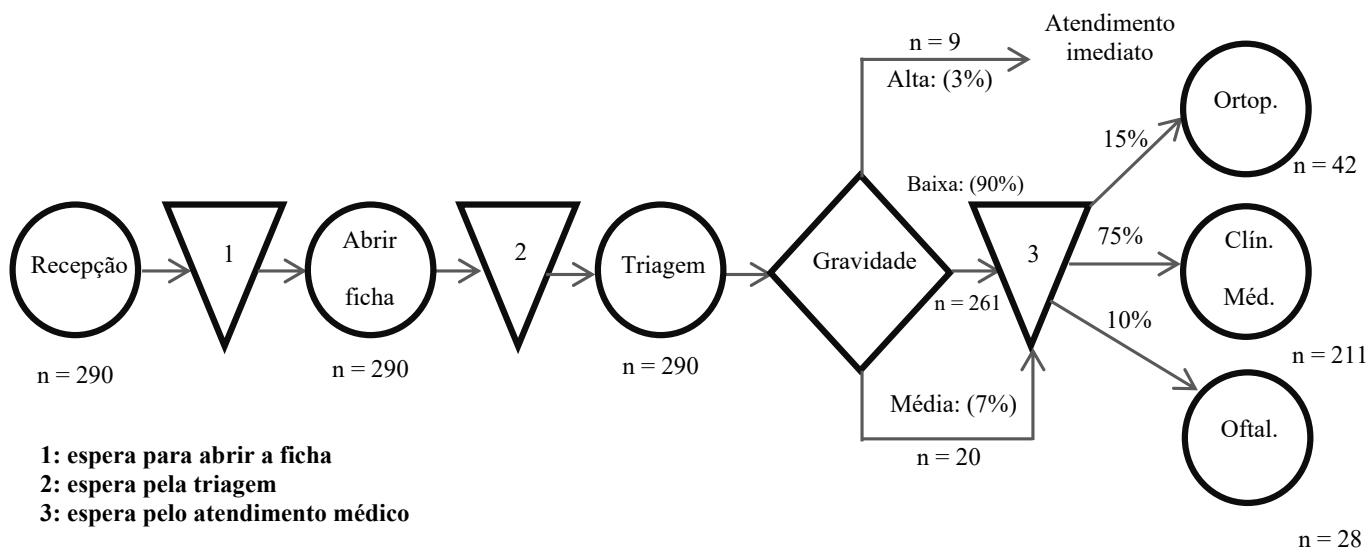 n = 9
Alta: (3%)
Atendimento
imediato
Ortop.
15%
n = 42
Recepção
1
Abrir
ficha
2
Triagem
Gravidade
Baixa: (90%)
n = 261
3
75%
Clín.
Méd.
10%
n = 290
n = 290
n = 290
n = 211
Média: (7%)
n = 20
Oftal.
n = 28
1: espera para abrir a ficha
2: espera pela triagem
3: espera pelo atendimento médico